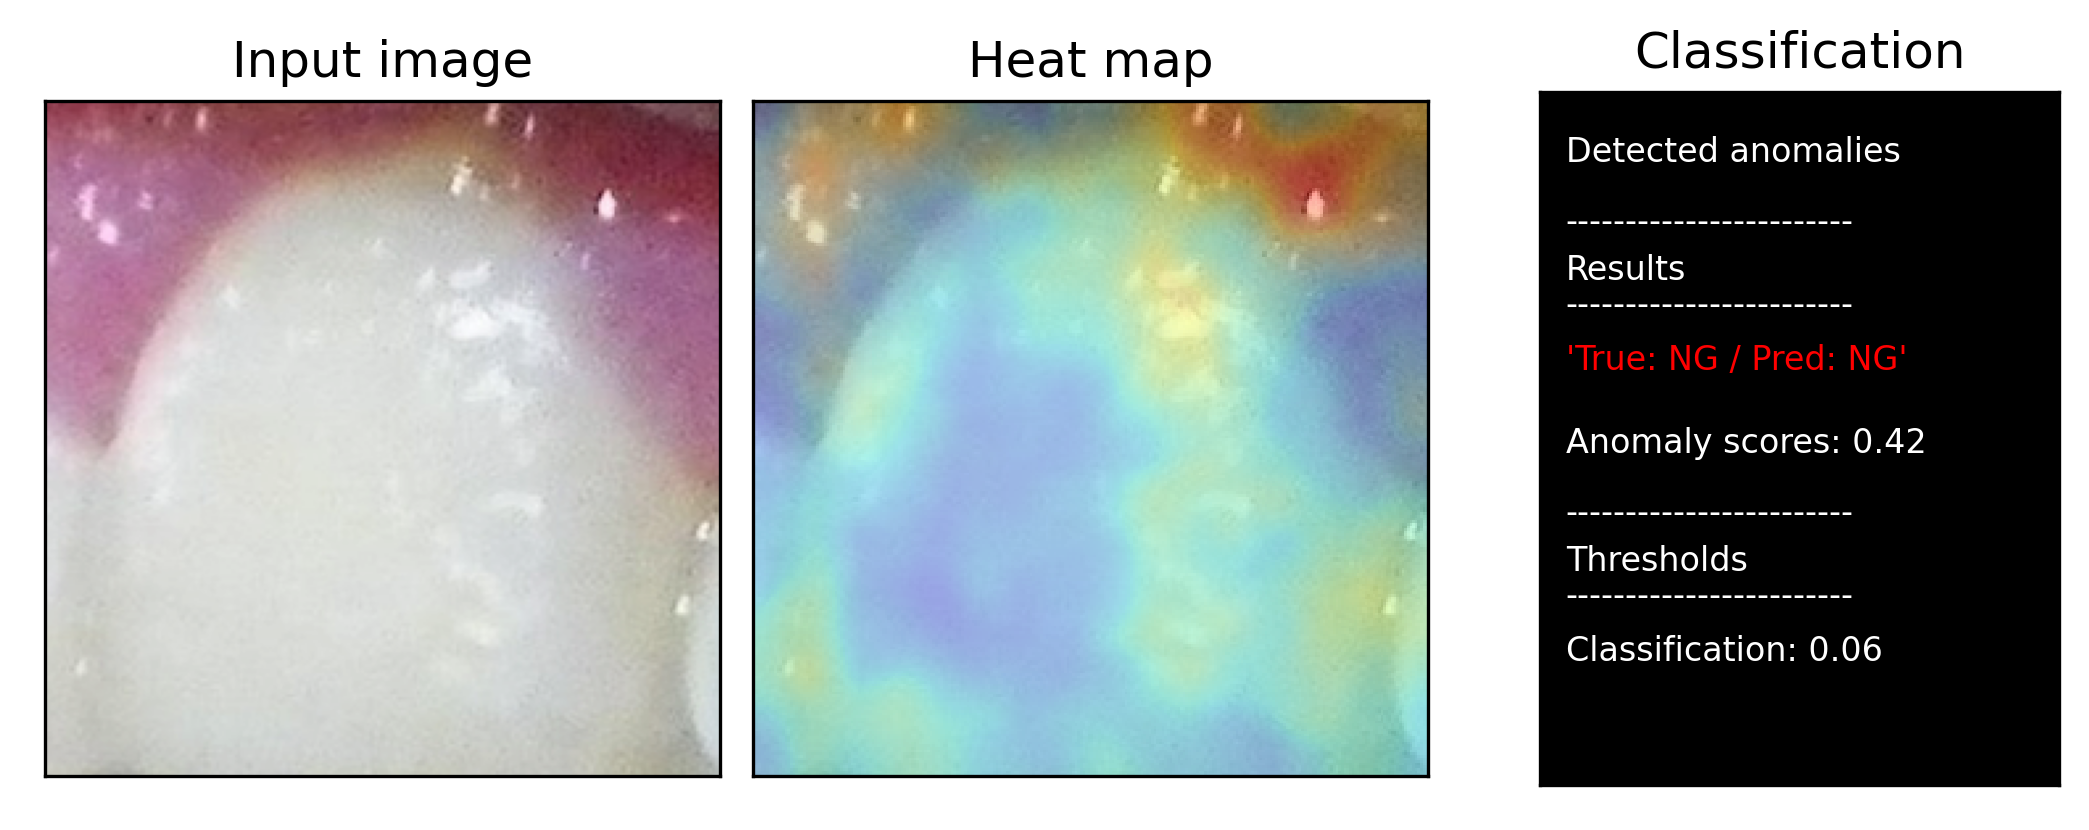 Input image
Heat map
Classification
Detected anomalies
------------------------
Results
------------------------
'True: NG / Pred: NG'
Anomaly scores: 0.42
------------------------
Thresholds
------------------------
Classification: 0.06